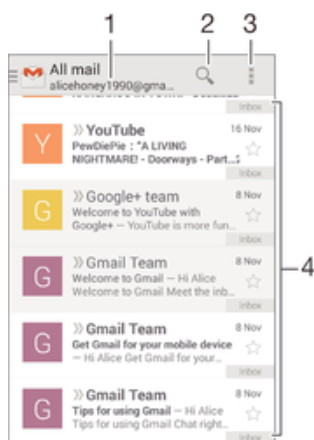 1 2 3
All mail
alicehoney1990@gma...
Inbox
4
Y
YouTube 16 Nov
PewDiePie : "A LIVING
NIGHTMARE! - Doorways - Part...
Inbox
G
Google+ team 8 Nov
Welcome to YouTube with
Google+ – YouTube is more fun...
Inbox
G
Gmail Team 8 Nov
Welcome to Gmail – Hi Alice
Welcome to Gmail Meet the inb...
Inbox
G
Gmail Team 8 Nov
Get Gmail for your mobile device
– Hi Alice Get Gmail for your...
Inbox
G
Gmail Team 8 Nov
Tips for using Gmail – Hi Alice
Tips for using Gmail Chat right...
Inbox